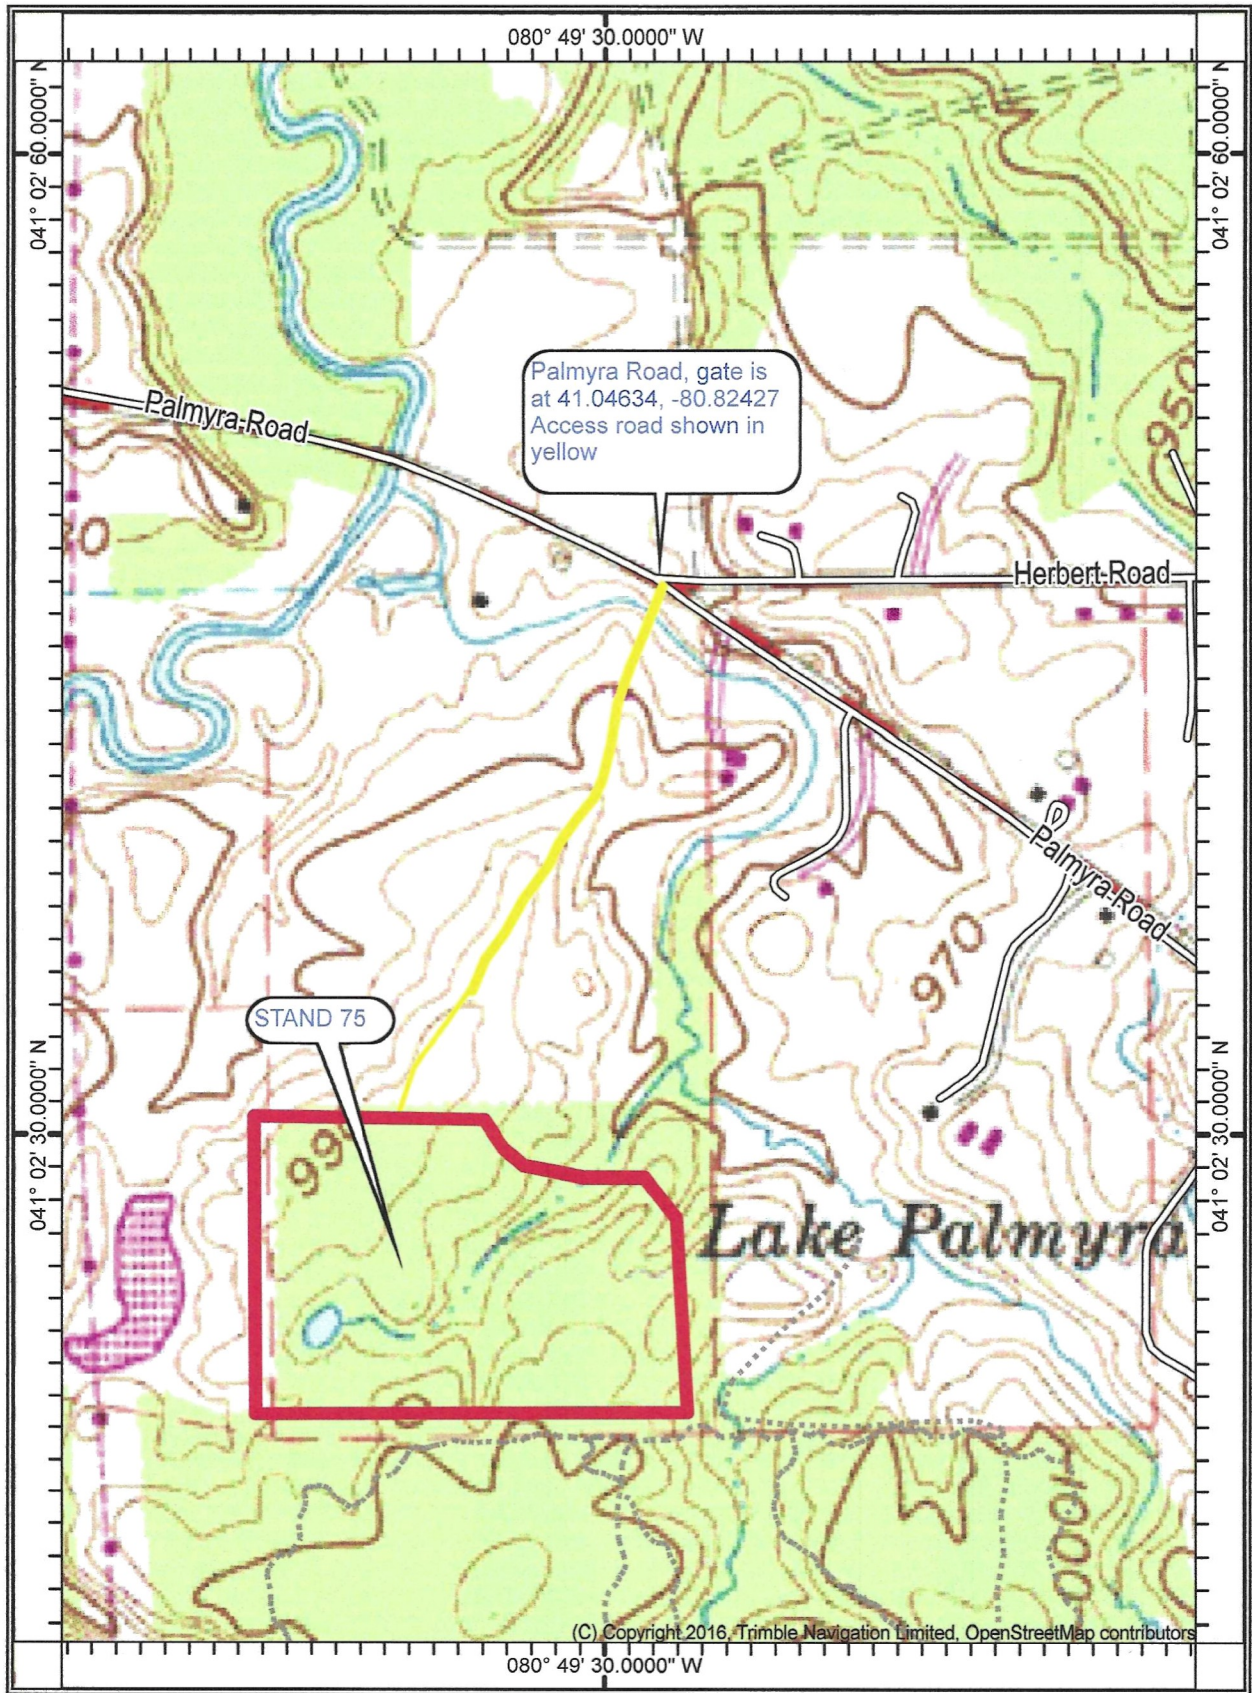 080° 49' 30.0000" W
041° 02' 60.0000" N
041° 02' 60.0000" N
Palmyra Road
950
Palmyra Road, gate is
at 41.04634, -80.82427
Access road shown in
yellow
Herbert Road
Palmyra Road
970
STAND 75
041° 02' 30.0000" N
041° 02' 30.0000" N
990
Lake Palmyra
1000
(C) Copyright 2016, Trimble Navigation Limited, OpenStreetMap contributors
080° 49' 30.0000" W